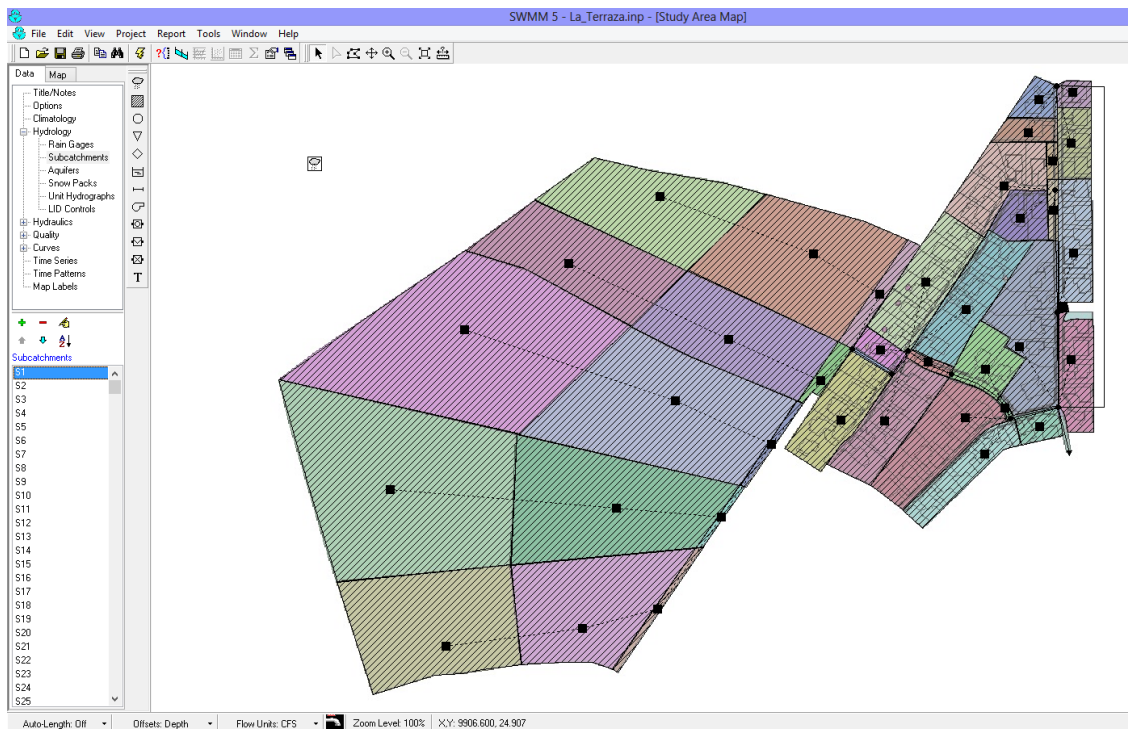 SWMM 5 - La_Terraza.inp - [Study Area Map]
File Edit View Project Report Tools Window Help
Data Map
Title/Notes
Options
Climatology
Hydrology
Rain Gages
Subcatchments
Aquifers
Snow Packs
Unit Hydrographs
LID Controls
Hydraulics
Quality
Curves
Time Series
Time Patterns
Map Labels
T
Subcatchments
S1
S2
S3
S4
S5
S6
S7
S8
S9
S10
S11
S12
S13
S14
S15
S16
S17
S18
S19
S20
S21
S22
S23
S24
S25
Auto-Length: Off Offsets: Depth Flow Units: CFS Zoom Level: 100% X,Y: 9906.600, 24.907